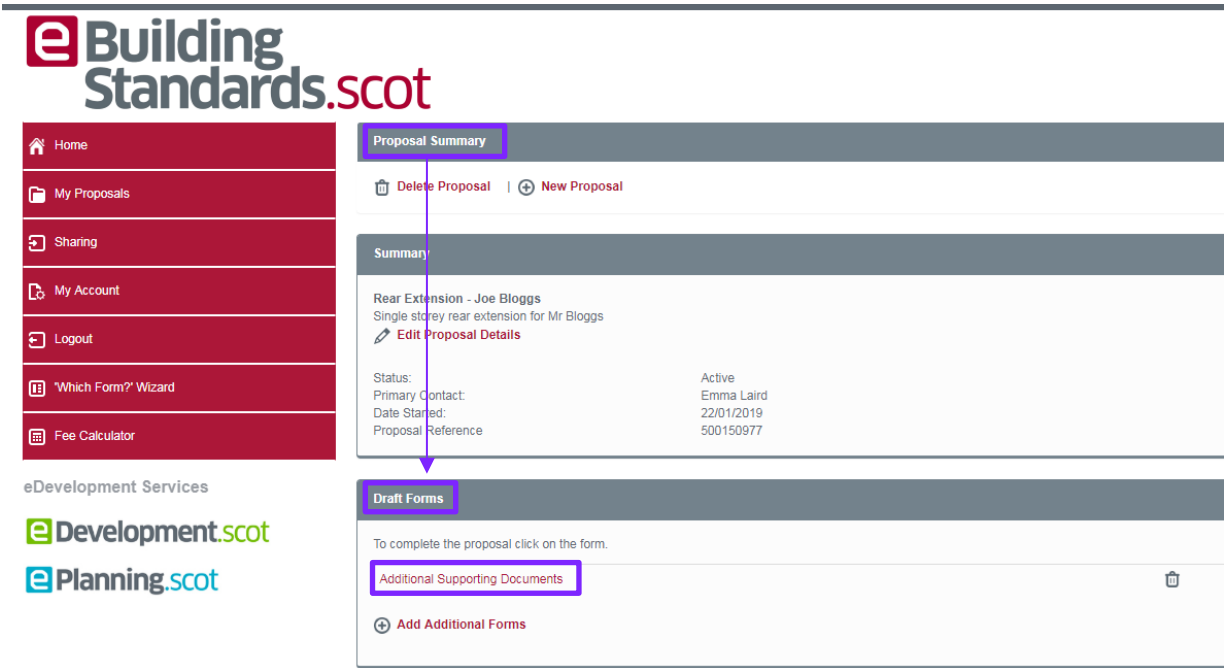 e Building
Standards.scot
Home
My Proposals
Sharing
My Account
Logout
'Which Form?' Wizard
Fee Calculator
eDevelopment Services
e Development.scot
e Planning.scot
Proposal Summary
Delete Proposal | New Proposal
Summary
Rear Extension - Joe Bloggs
Single storey rear extension for Mr Bloggs
Edit Proposal Details
Status: Active
Primary Contact: Emma Laird
Date Started: 22/01/2019
Proposal Reference 500150977
Draft Forms
To complete the proposal click on the form.
Additional Supporting Documents
Add Additional Forms